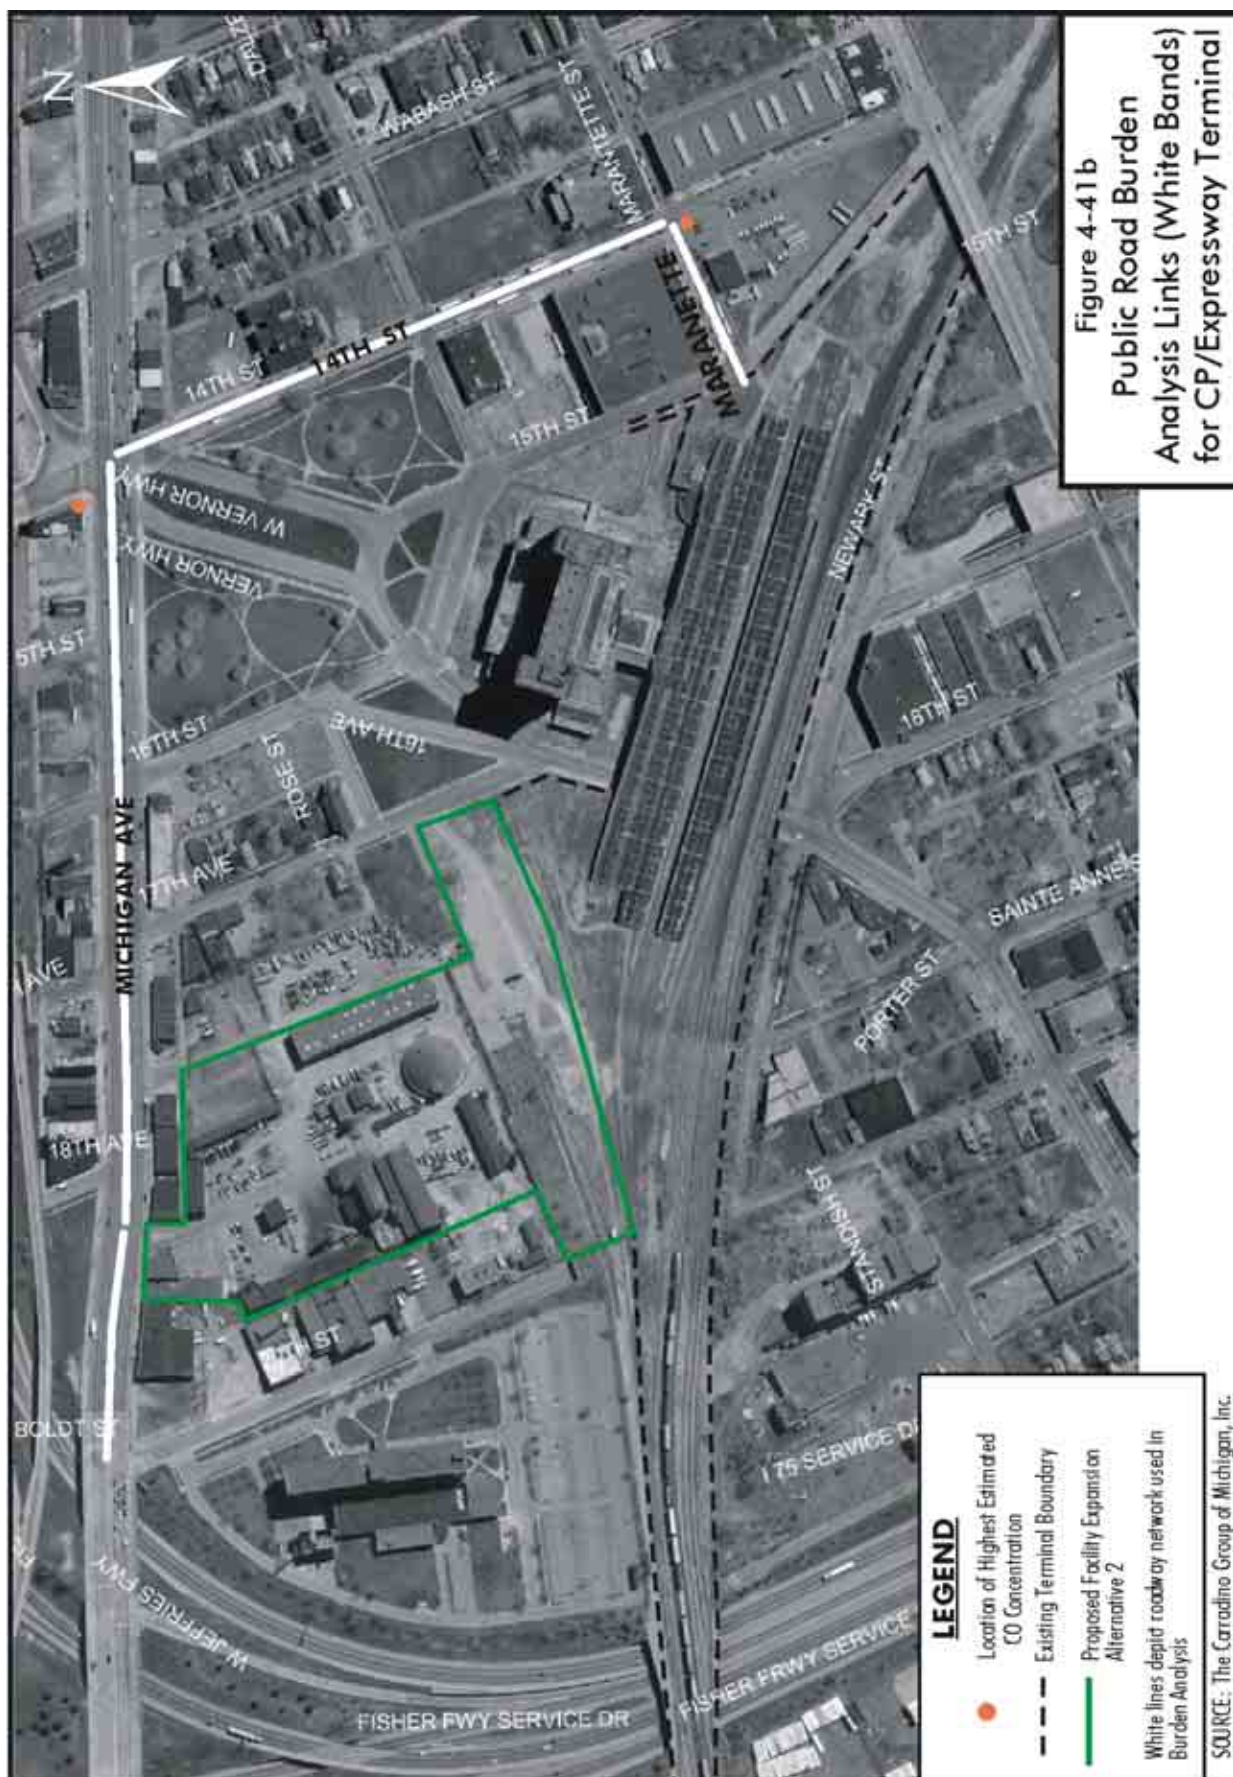 Figure 4-41b
Public Road Burden
Analysis Links (White Bands)
for CP/Expressway Terminal
N
DALZE
WABASH ST
MARANTETTE ST
14TH ST
14TH ST
MARANETTE
15TH ST
15TH ST
W VERNOR HWY
VERNOR HWY
5TH ST
16TH ST
16TH AVE
ROSE ST
17TH AVE
MICHIGAN AVE
AVE
18TH AVE
NEWARK ST
16TH ST
SAINTE ANNE S
PORTER ST
STANDISH ST
BOLDT ST
W JEFFRIES FWY
FISHER FWY SERVICE DR
FISHER FRWY SERVICE
I 75 SERVICE D
LEGEND
Location of Highest Estimated
CO Concentration
Existing Terminal Boundary
Proposed Facility Expansion
Alternative 2
White lines depict roadway network used in
Burden Analysis
SOURCE: The Corradino Group of Michigan, Inc.